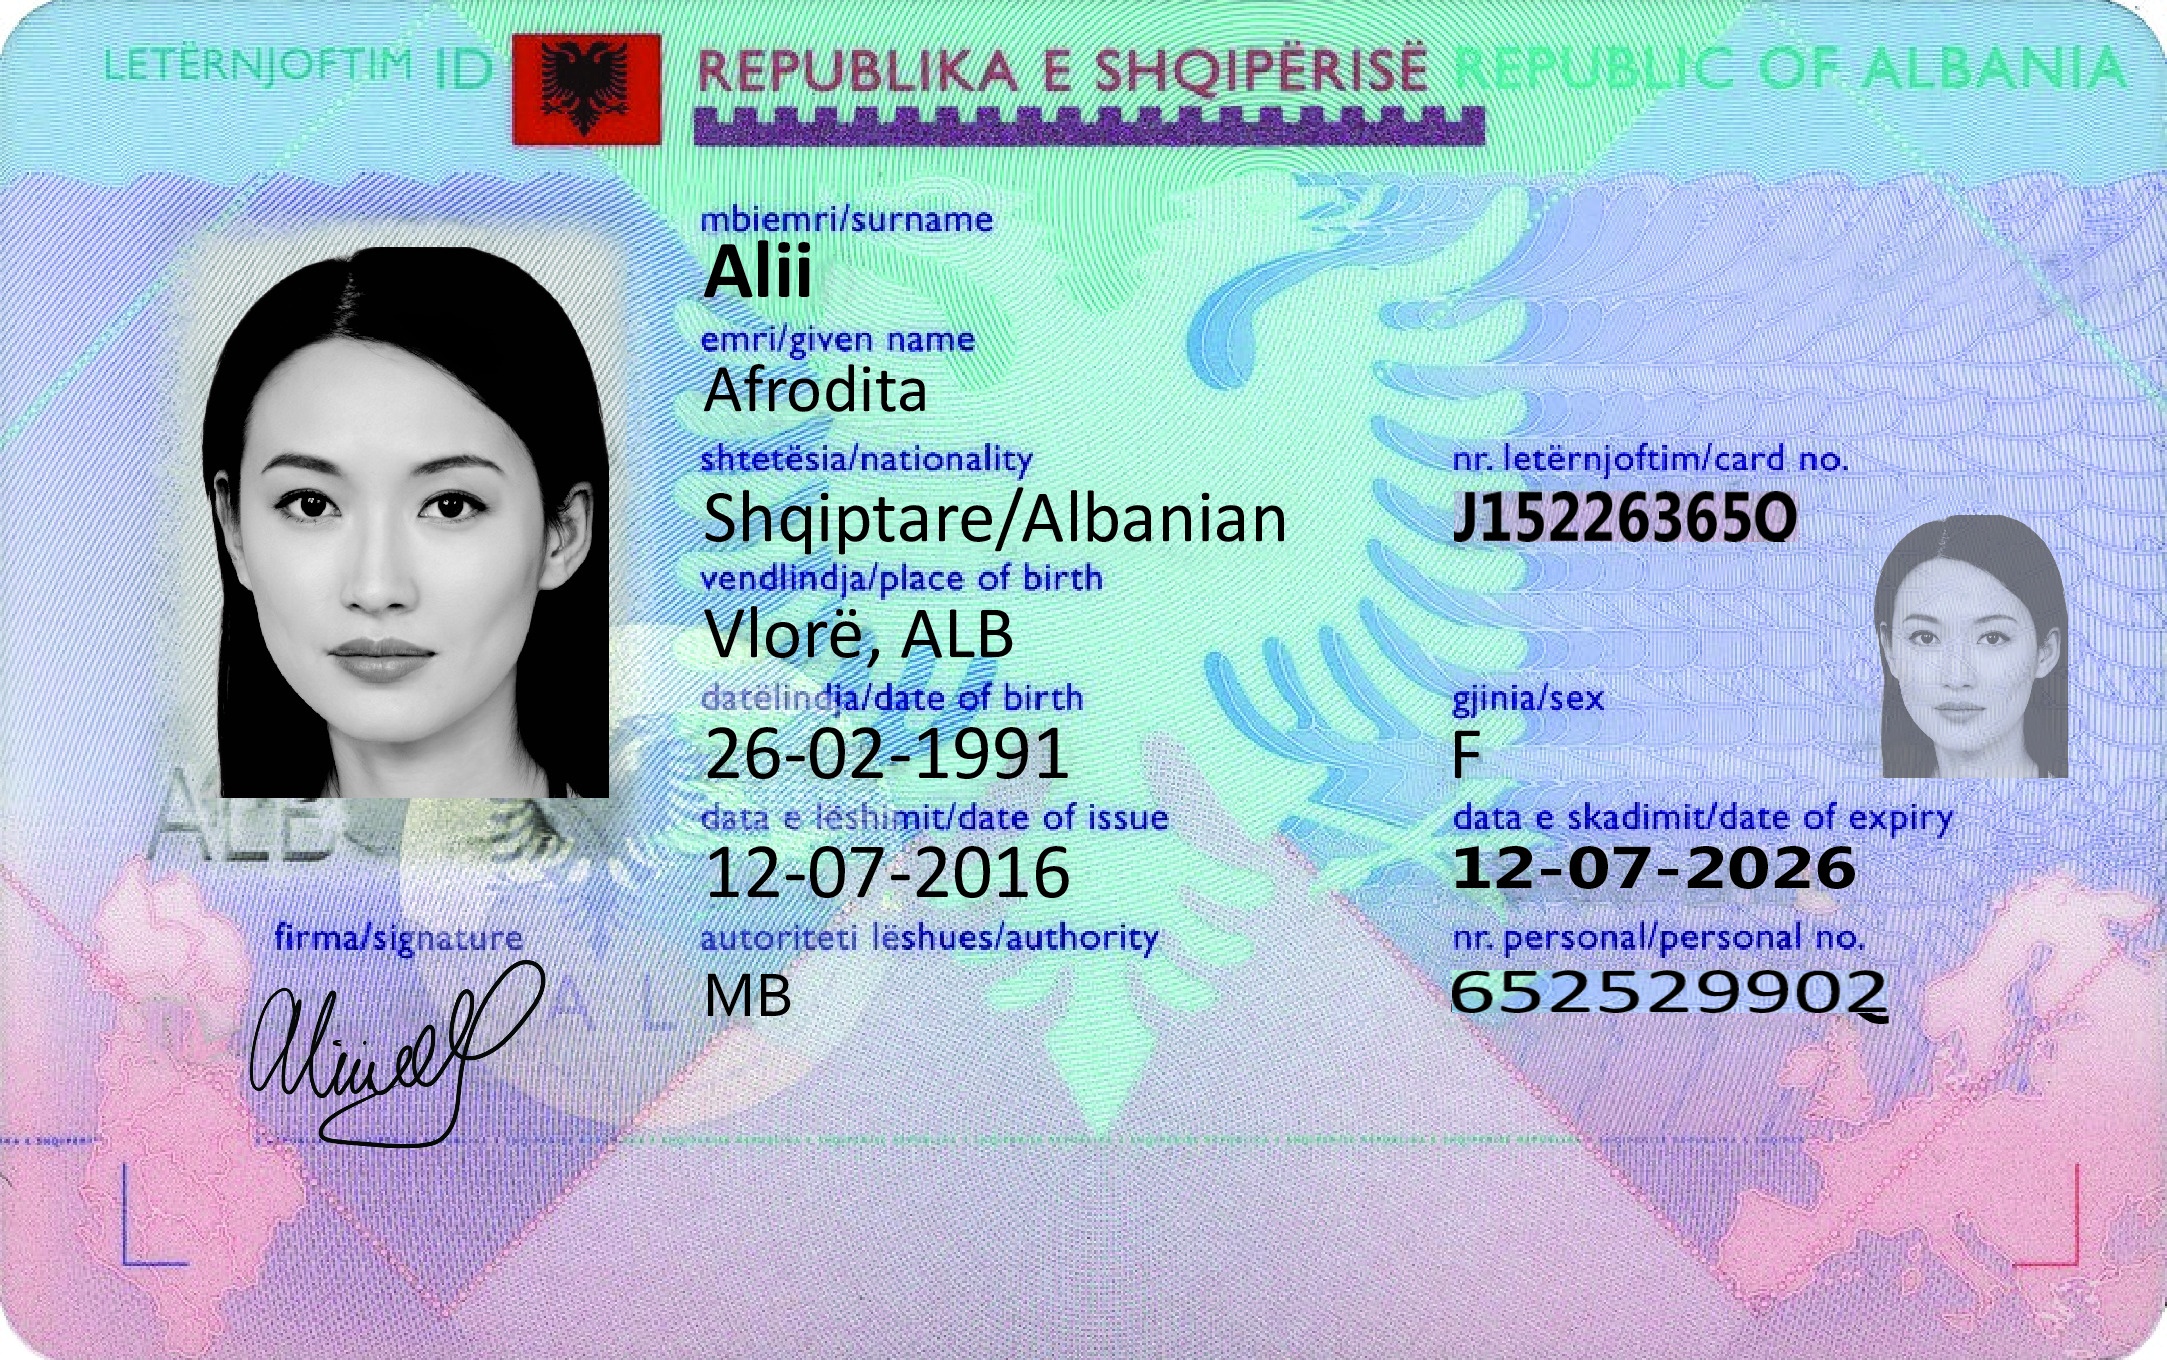 LETËRNJOFTIM ID REPUBLIKA E SHQIPËRISË REPUBLIC OF ALBANIA
mbiemri/surname
Alii
emri/given name
Afrodita
shtetësia/nationality nr. letërnjoftim/card no.
Shqiptare/Albanian J15226365O
vendlindja/place of birth
Vlorë, ALB
datëlindja/date of birth gjinia/sex
26-02-1991 F
data e lëshimit/date of issue data e skadimit/date of expiry
12-07-2016 12-07-2026
ALB
firma/signature autoriteti lëshues/authority nr. personal/personal no.
MB 652529902
A L